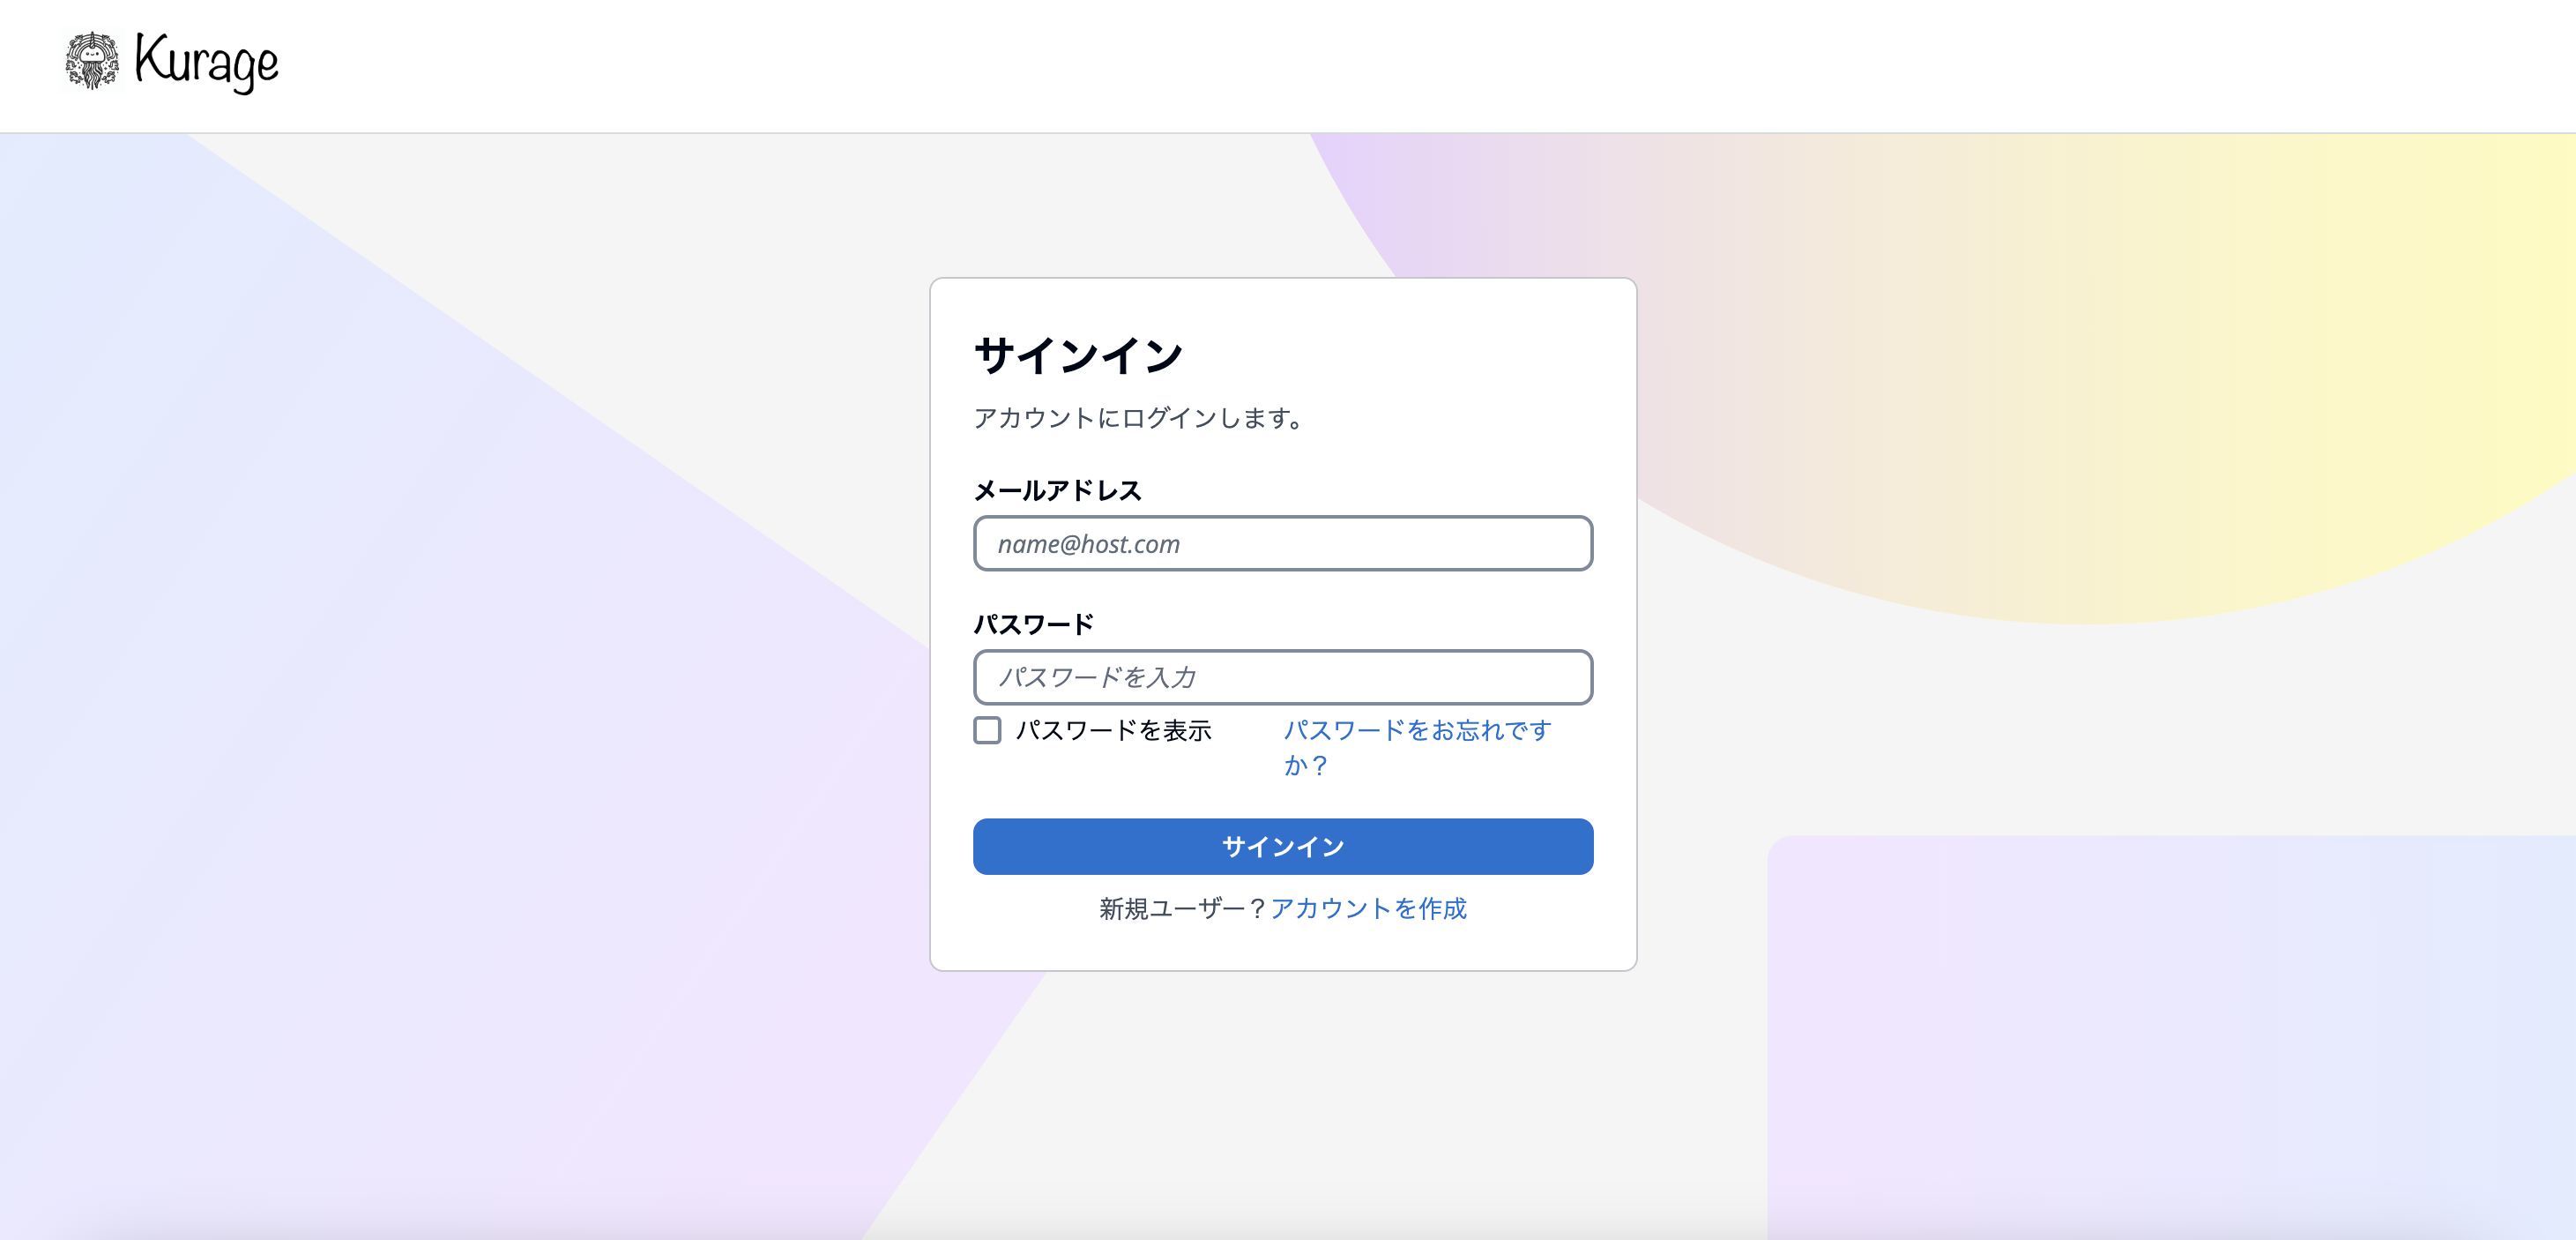 Kurage
サインイン
アカウントにログインします。
メールアドレス
name@host.com
パスワード
パスワードを入力
パスワードを表示
パスワードをお忘れです
か？
サインイン
新規ユーザー？アカウントを作成